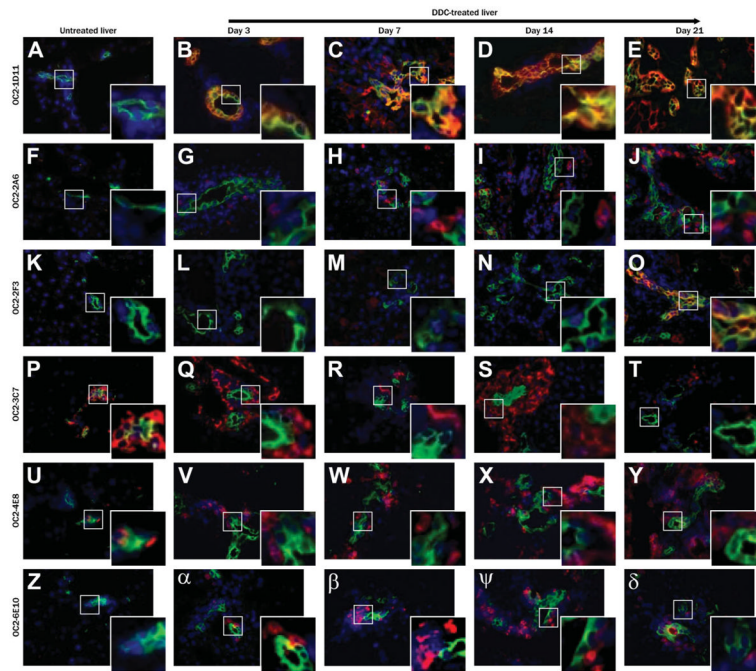 DDC-treated liver
Untreated liver Day 3 Day 7 Day 14 Day 21
OC2-1D11 A B C D E
OC2-2A6 F G H I J
OC2-2F3 K L M N O
OC2-3C7 P Q R S T
OC2-4E8 U V W X Y
OC2-6E10 Z α β ψ δ